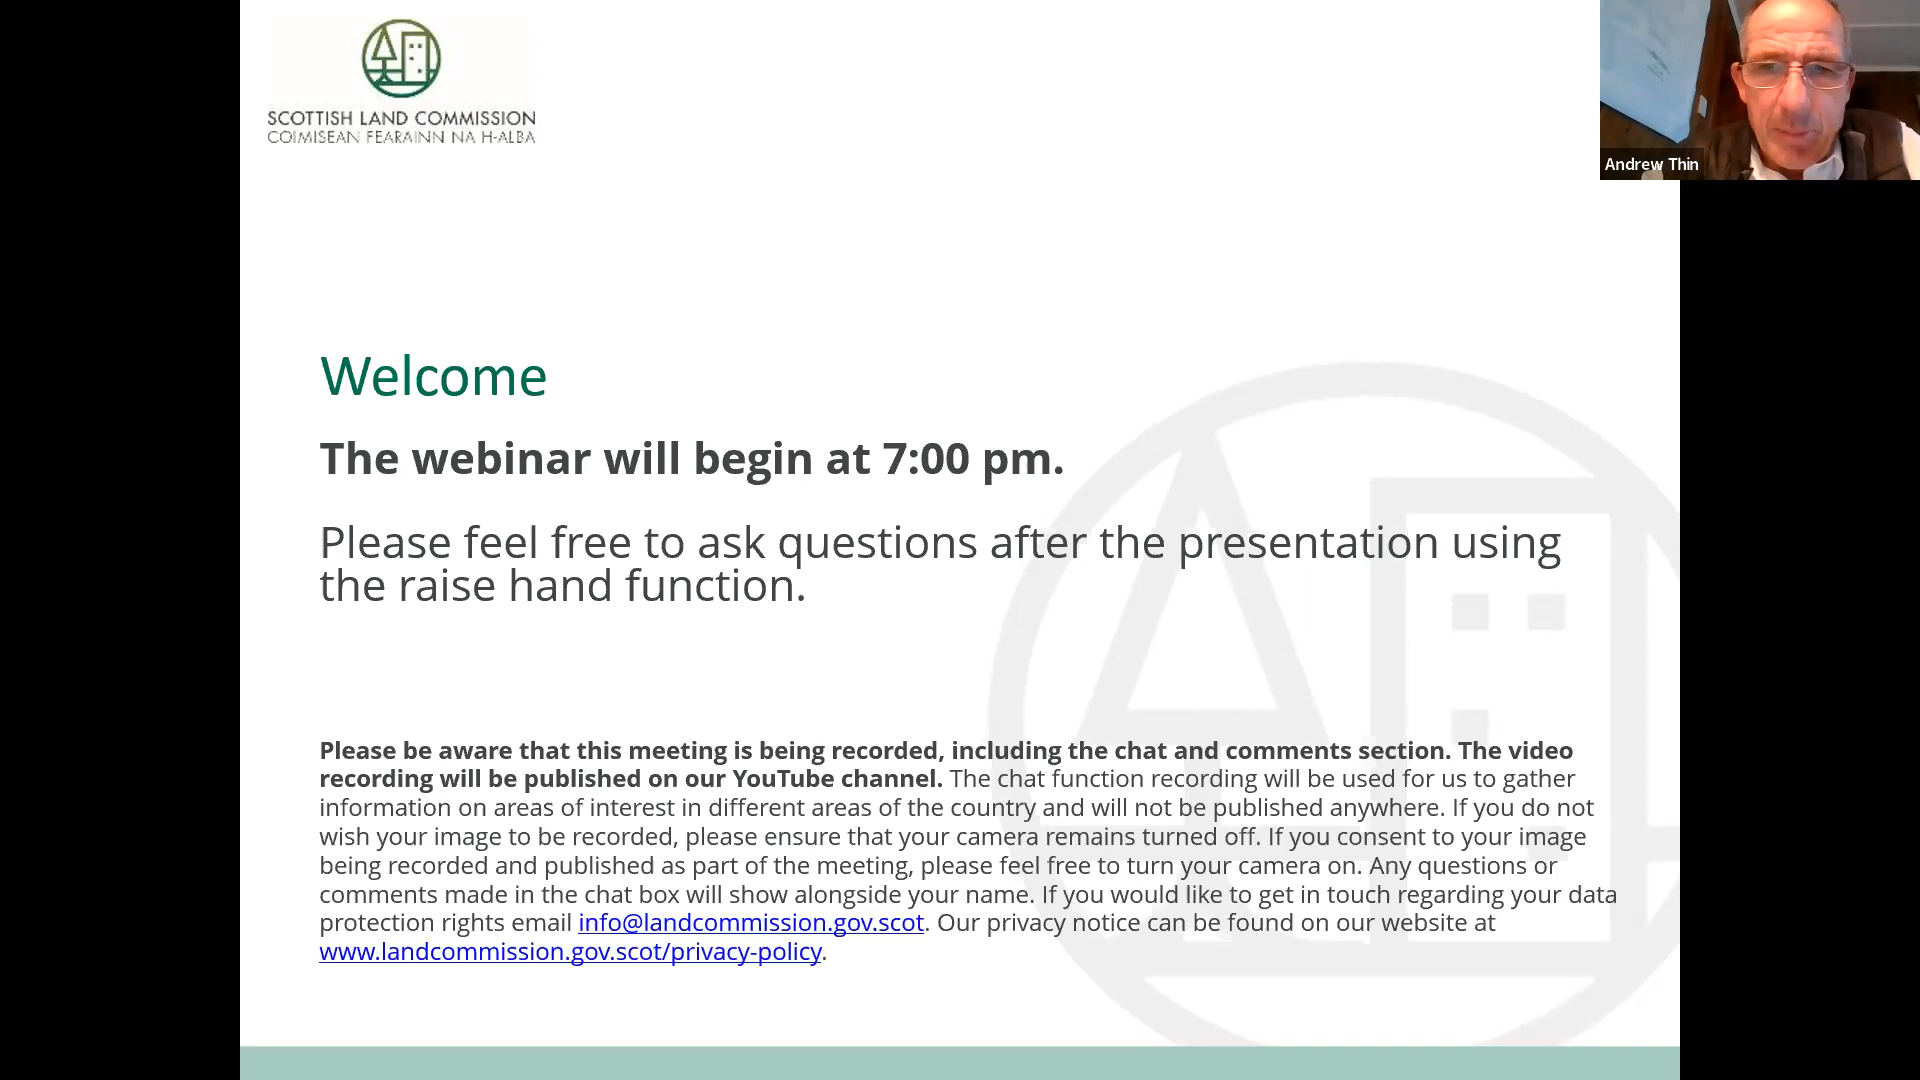 SCOTTISH LAND COMMISSION
COIMISEAN FEARAINN NA H-ALBA
Andrew Thin
Welcome
The webinar will begin at 7:00 pm.
Please feel free to ask questions after the presentation using
the raise hand function.
Please be aware that this meeting is being recorded, including the chat and comments section. The video
recording will be published on our YouTube channel. The chat function recording will be used for us to gather
information on areas of interest in different areas of the country and will not be published anywhere. If you do not
wish your image to be recorded, please ensure that your camera remains turned off. If you consent to your image
being recorded and published as part of the meeting, please feel free to turn your camera on. Any questions or
comments made in the chat box will show alongside your name. If you would like to get in touch regarding your data
protection rights email info@landcommission.gov.scot. Our privacy notice can be found on our website at
www.landcommission.gov.scot/privacy-policy.